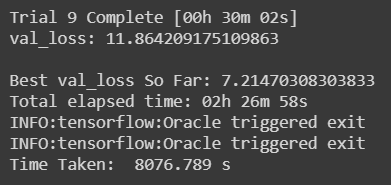 Trial 9 Complete [00h 30m 02s]
val_loss: 11.864209175109863
Best val_loss So Far: 7.21470308303833
Total elapsed time: 02h 26m 58s
INFO:tensorflow:Oracle triggered exit
INFO:tensorflow:Oracle triggered exit
Time Taken:  8076.789 s